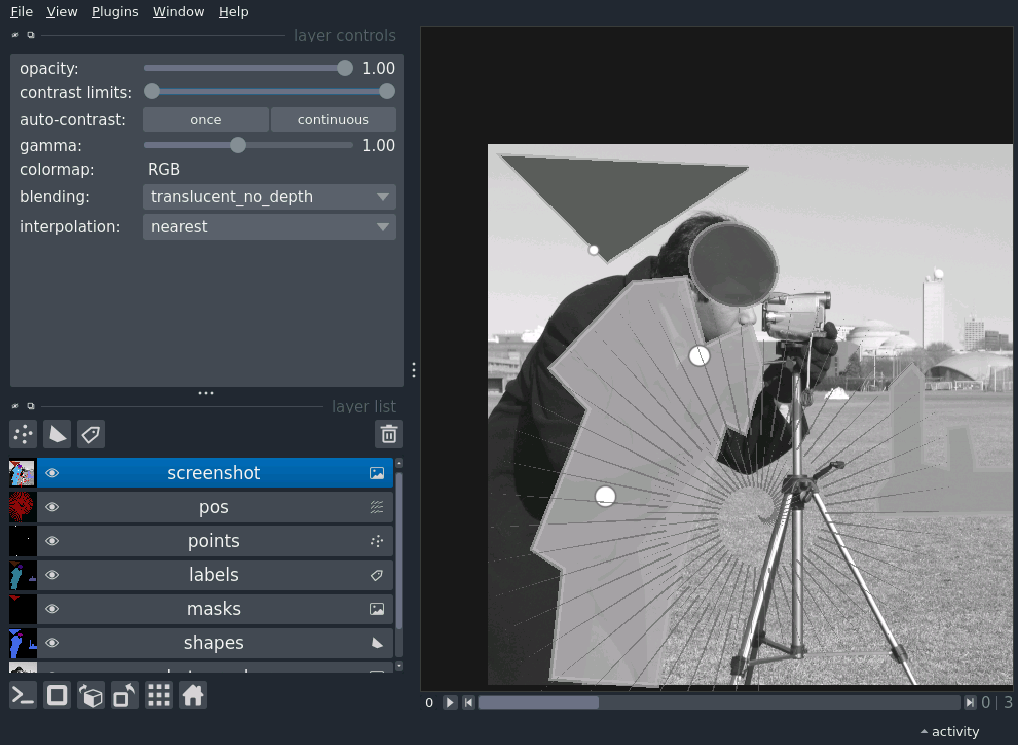 File View Plugins Window Help
layer controls
opacity: 1.00
contrast limits:
auto-contrast: once continuous
gamma: 1.00
colormap: RGB
blending: translucent_no_depth
interpolation: nearest
layer list
screenshot
pos
points
labels
masks
shapes
0 0 | 3
activity